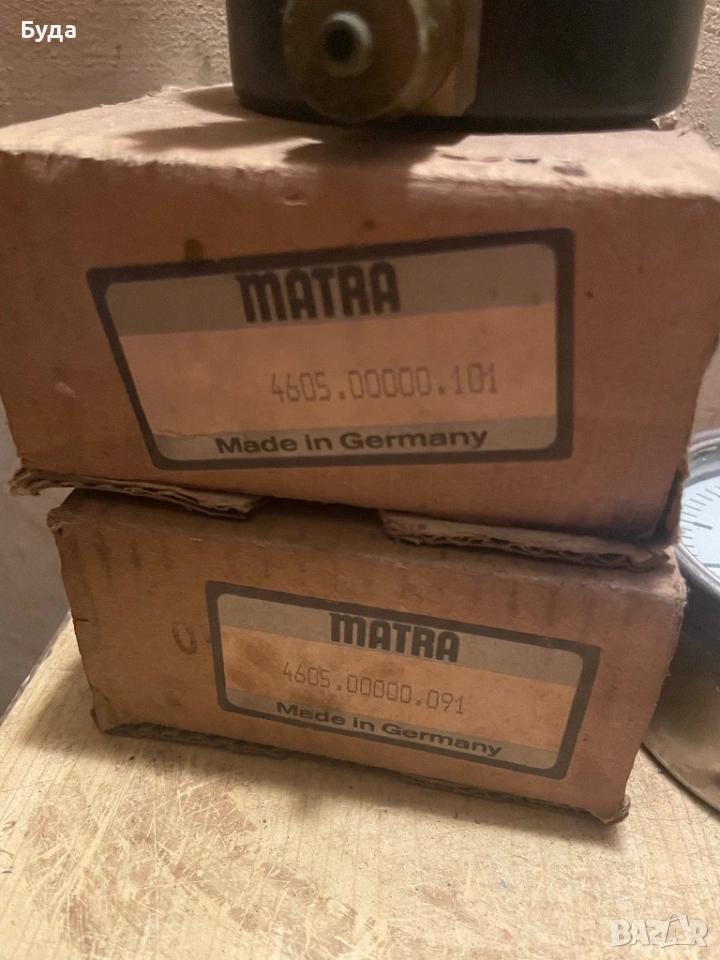 Буда
MATRA
4605.00000.101
Made in Germany
MATRA
4605.00000.091
Made in Germany
BAZAR